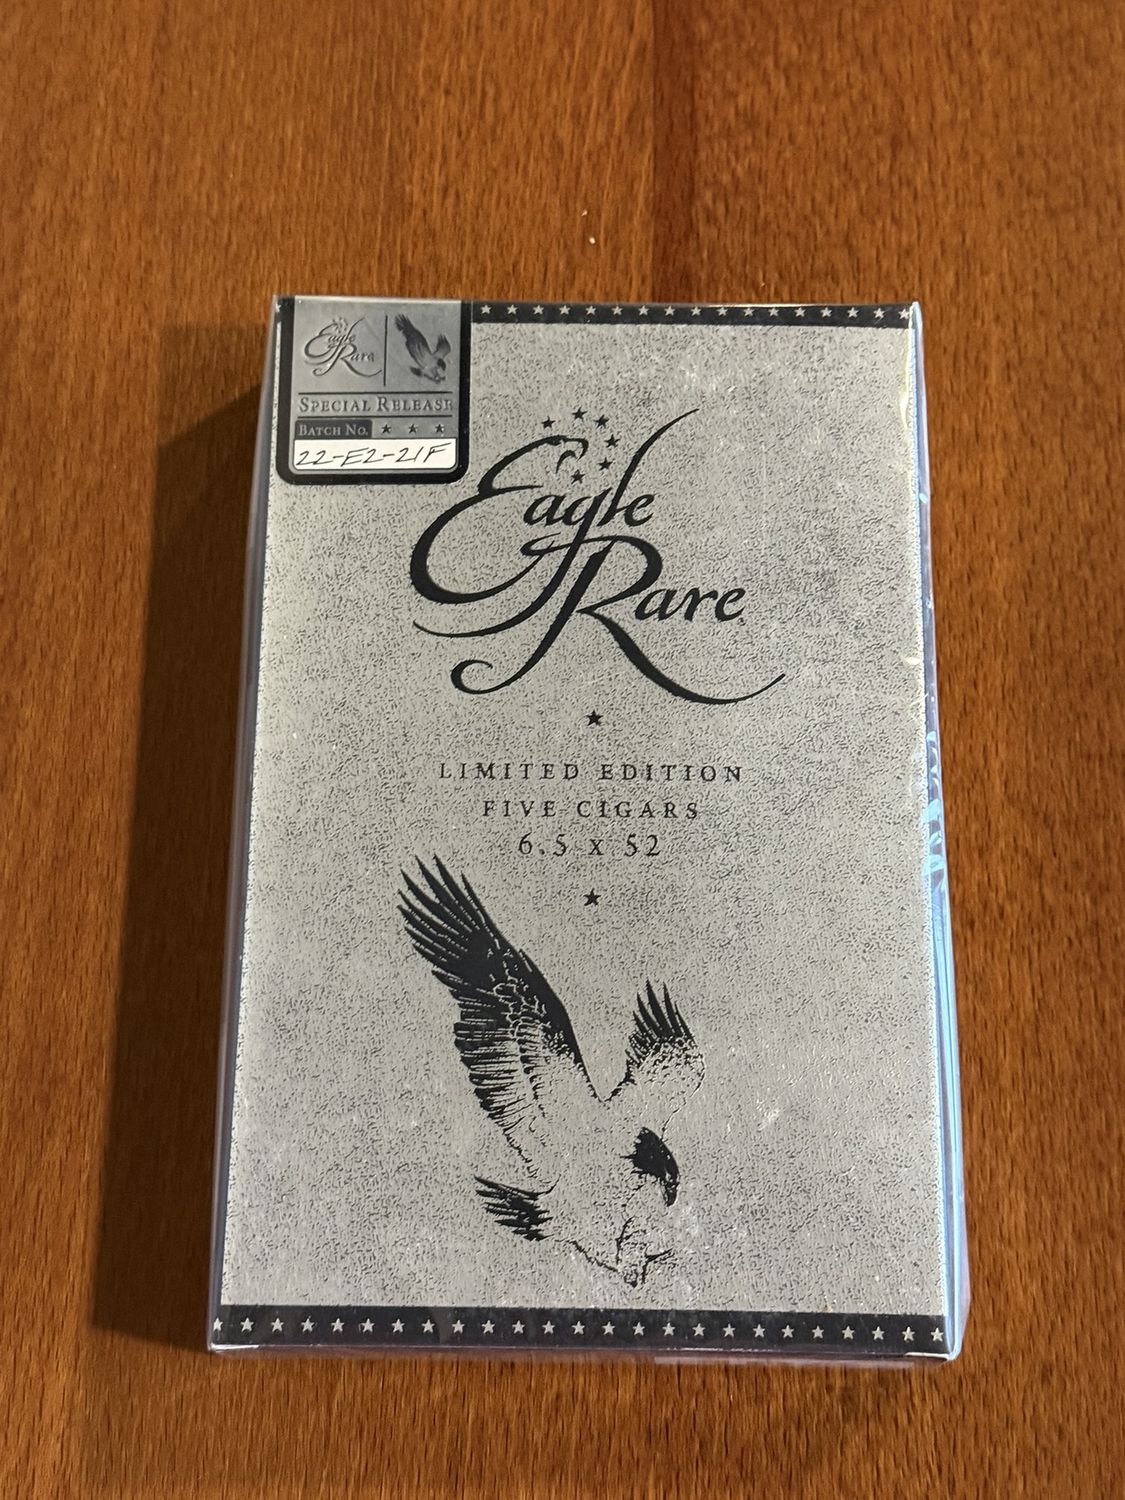 Eagle
Rare
SPECIAL RELEASE
BATCH NO.
22-E2-21F
Eagle
Rare
LIMITED EDITION
FIVE CIGARS
6.5 x 52